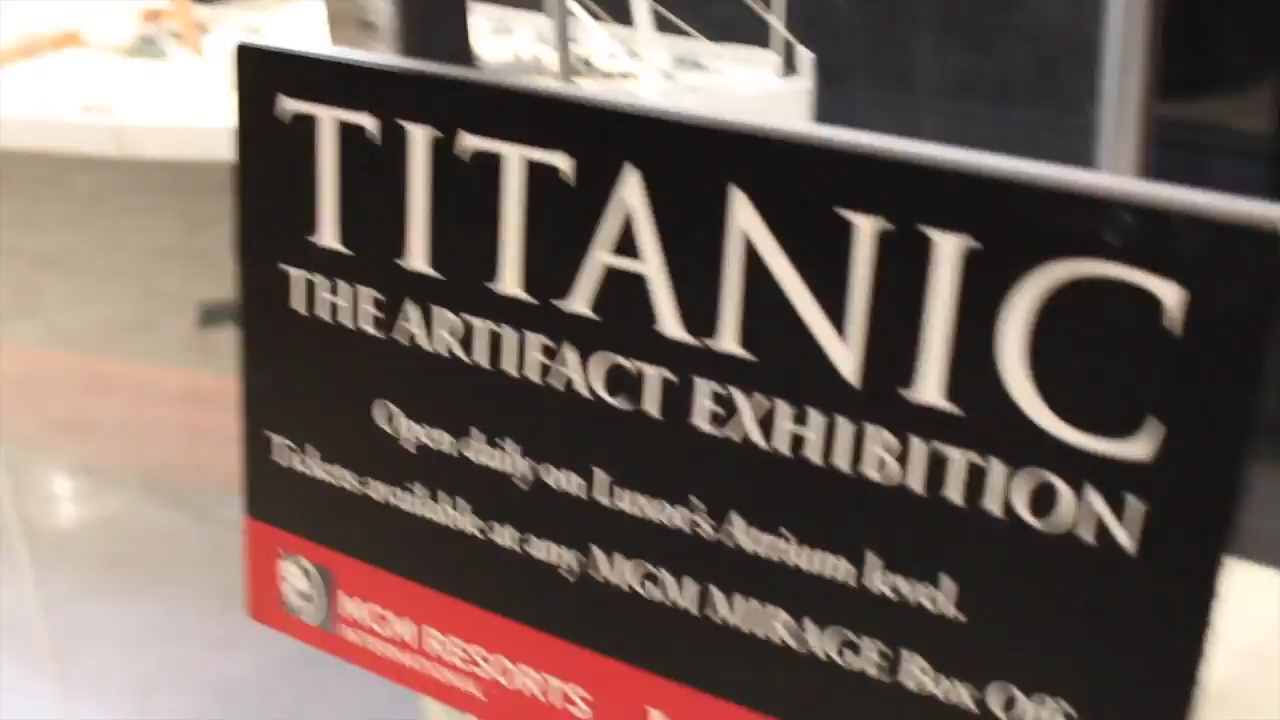 TITANIC
THE ARTIFACT EXHIBITION
Open daily on Luxor's Atrium level.
Tickets available at any MGM MIRAGE Box Off
MGM RESORTS
INTERNATIONAL